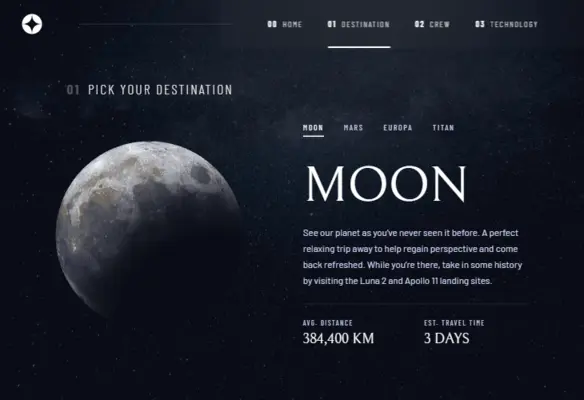 00 HOME
01 DESTINATION
02 CREW
03 TECHNOLOGY
01 PICK YOUR DESTINATION
MOON
MARS
EUROPA
TITAN
MOON
See our planet as you've never seen it before. A perfect
relaxing trip away to help regain perspective and come
back refreshed. While you're there, take in some history
by visiting the Luna 2 and Apollo 11 landing sites.
AVG. DISTANCE
384,400 KM
EST. TRAVEL TIME
3 DAYS